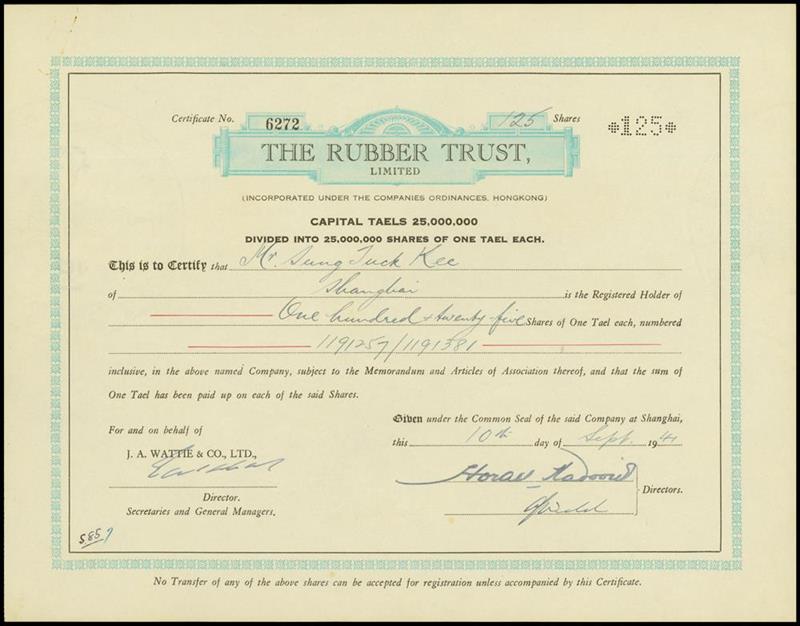 Certificate No. 6272 125 Shares *125*
THE RUBBER TRUST,
LIMITED
(INCORPORATED UNDER THE COMPANIES ORDINANCES, HONGKONG)
CAPITAL TAELS 25,000,000
DIVIDED INTO 25,000,000 SHARES OF ONE TAEL EACH.
This is to Certify that Mr. Sung Tuck Kee
of Shanghai is the Registered Holder of
One hundred & twenty-five Shares of One Tael each, numbered
1191257/1191381
inclusive, in the above named Company, subject to the Memorandum and Articles of Association thereof, and that the sum of
One Tael has been paid up on each of the said Shares.
Given under the Common Seal of the said Company at Shanghai,
this 10th day of Sept. 1941
For and on behalf of
J. A. WATTIE & CO., LTD.,
Director.
Secretaries and General Managers.
Horace Kadoorie
Directors.
No Transfer of any of the above shares can be accepted for registration unless accompanied by this Certificate.